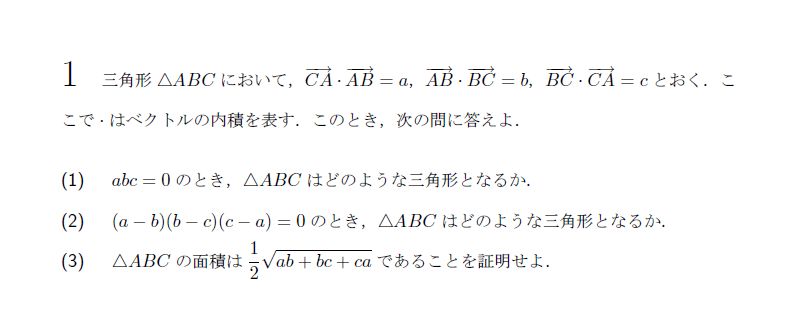 1 三角形 △ABC において，$\overrightarrow{CA}\cdot\overrightarrow{AB}=a$，$\overrightarrow{AB}\cdot\overrightarrow{BC}=b$，$\overrightarrow{BC}\cdot\overrightarrow{CA}=c$ とおく．こ
こで・はベクトルの内積を表す．このとき，次の問に答えよ．
(1) $abc=0$ のとき，△ABC はどのような三角形となるか．
(2) $(a-b)(b-c)(c-a)=0$ のとき，△ABC はどのような三角形となるか．
(3) △ABC の面積は $\frac{1}{2}\sqrt{ab+bc+ca}$ であることを証明せよ．